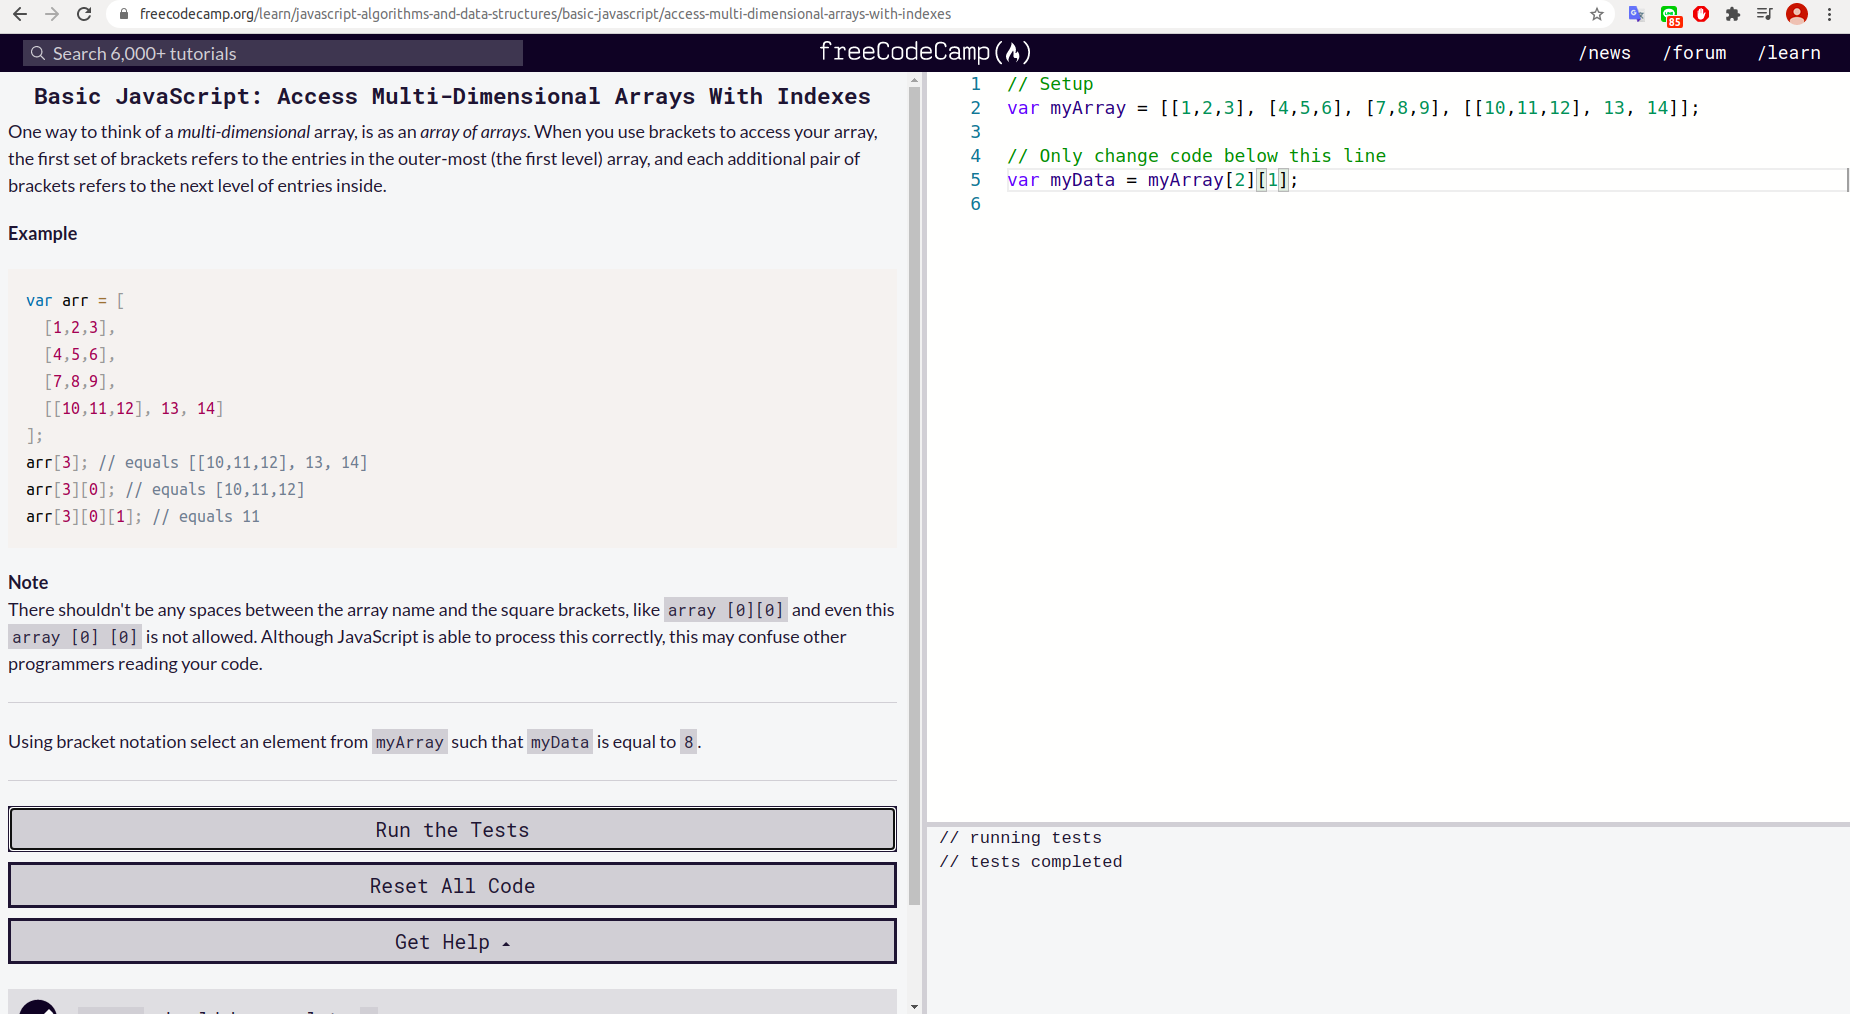 freecodecamp.org/learn/javascript-algorithms-and-data-structures/basic-javascript/access-multi-dimensional-arrays-with-indexes
85
Search 6,000+ tutorials
freeCodeCamp
/news
/forum
/learn
Basic JavaScript: Access Multi-Dimensional Arrays With Indexes
One way to think of a multi-dimensional array, is as an array of arrays. When you use brackets to access your array,
the first set of brackets refers to the entries in the outer-most (the first level) array, and each additional pair of
brackets refers to the next level of entries inside.
Example
var arr = [
[1,2,3],
[4,5,6],
[7,8,9],
[[10,11,12], 13, 14]
];
arr[3]; // equals [[10,11,12], 13, 14]
arr[3][0]; // equals [10,11,12]
arr[3][0][1]; // equals 11
Note
There shouldn't be any spaces between the array name and the square brackets, like array [0][0] and even this
array [0] [0] is not allowed. Although JavaScript is able to process this correctly, this may confuse other
programmers reading your code.
Using bracket notation select an element from myArray such that myData is equal to 8.
Run the Tests
Reset All Code
Get Help
1 // Setup
2 var myArray = [[1,2,3], [4,5,6], [7,8,9], [[10,11,12], 13, 14]];
3
4 // Only change code below this line
5 var myData = myArray[2][1];
6
// running tests
// tests completed